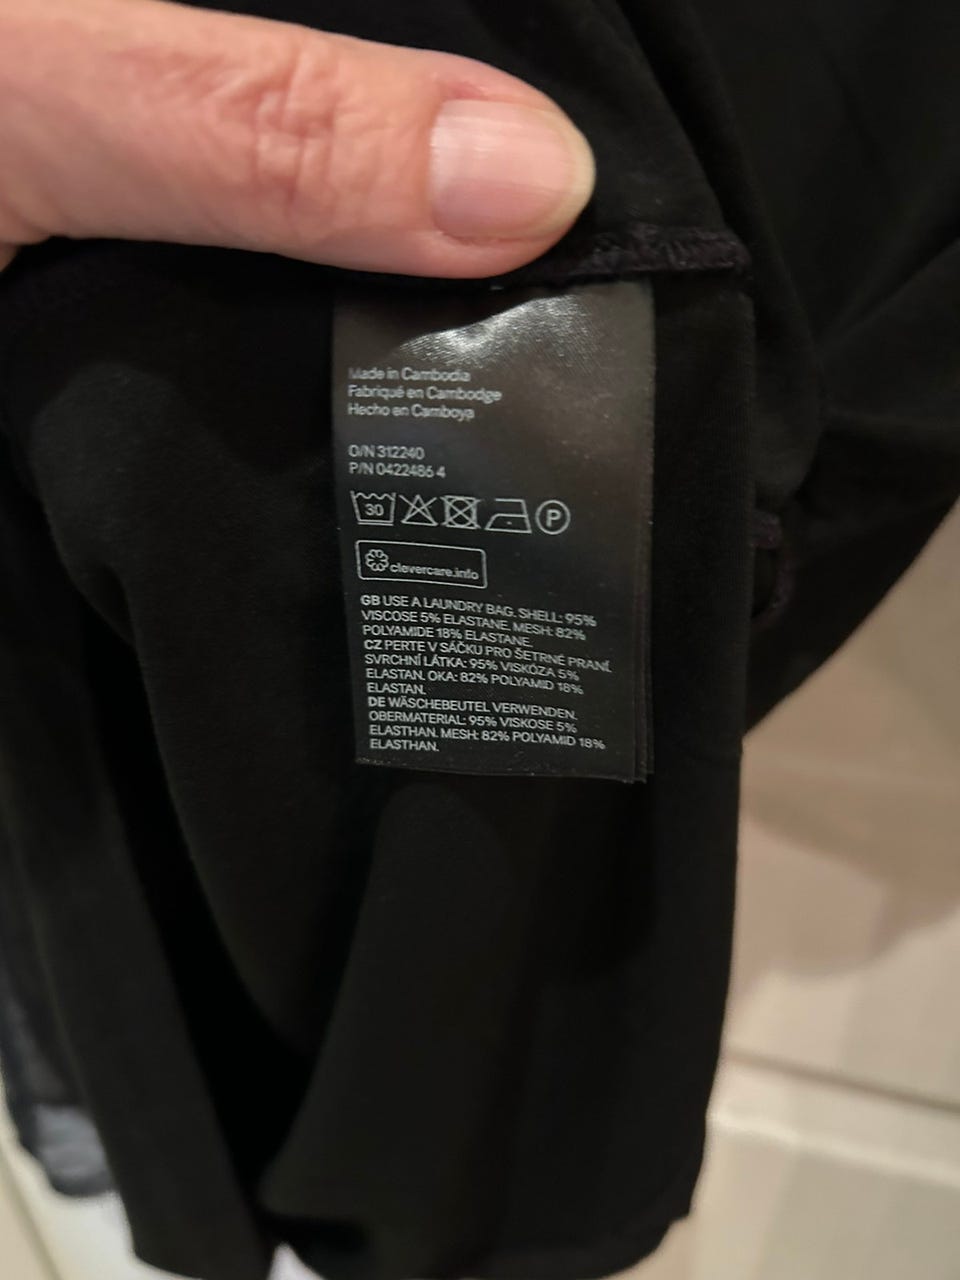 Made in Cambodia
Fabriqué en Cambodge
Hecho en Camboya
O/N 312240
P/N 0422486 4
30 P
clevercare.info
GB USE A LAUNDRY BAG. SHELL: 95%
VISCOSE 5% ELASTANE. MESH: 82%
POLYAMIDE 18% ELASTANE.
CZ PERTE V SÁČKU PRO ŠETRNÉ PRANÍ.
SVRCHNÍ LÁTKA: 95% VISKÓZA 5%
ELASTAN. OKA: 82% POLYAMID 18%
ELASTAN.
DE WÄSCHEBEUTEL VERWENDEN.
OBERMATERIAL: 95% VISKOSE 5%
ELASTHAN. MESH: 82% POLYAMID 18%
ELASTHAN.